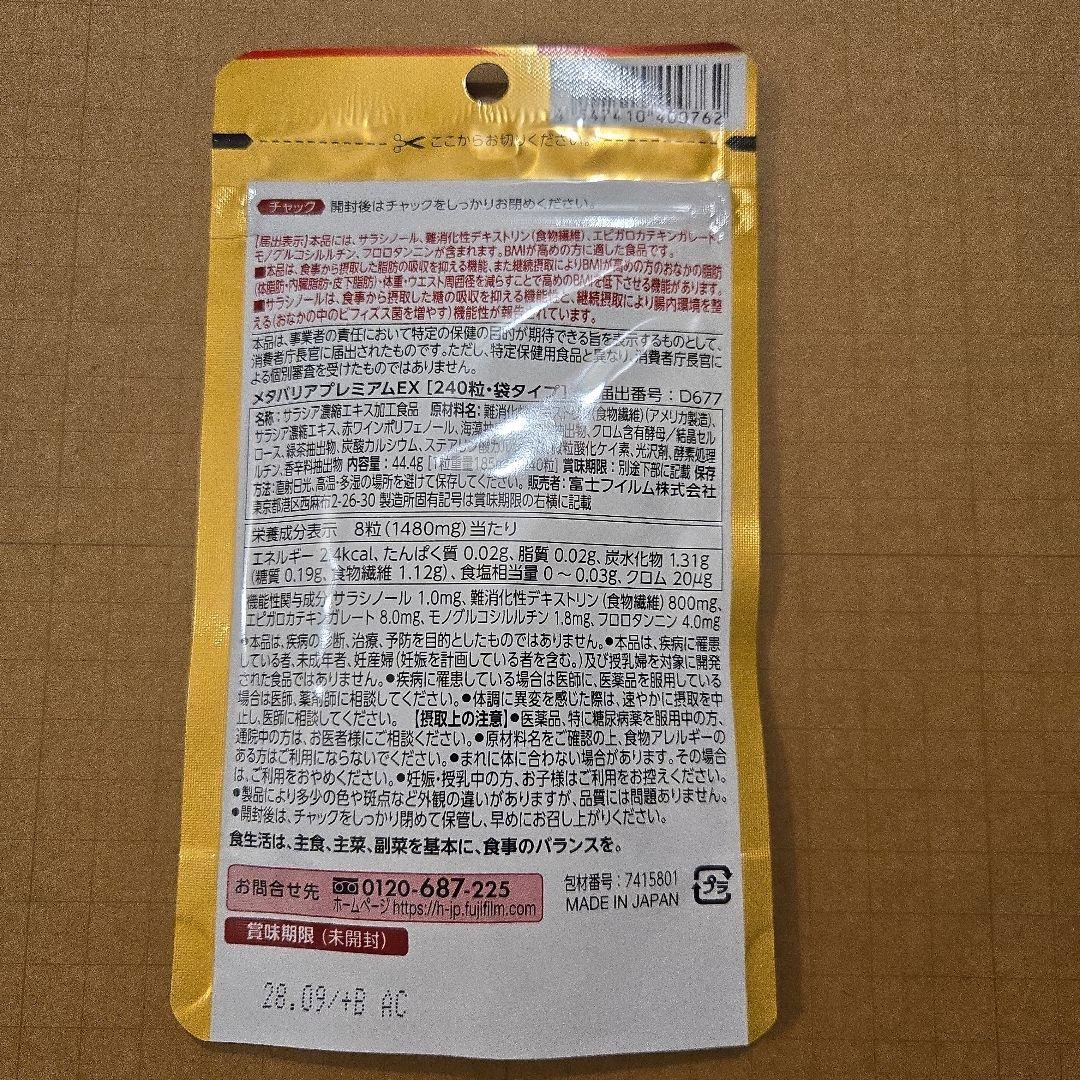 ここからお切りください。
チャック 開封後はチャックをしっかりお閉めください。
【届出表示】本品には、サラシノール、難消化性デキストリン(食物繊維)、エピガロカテキンガレート、
モノグルコシルルチン、フロロタンニンが含まれます。BMIが高めの方に適した食品です。
■本品は、食事から摂取した脂肪の吸収を抑える機能、また継続摂取によりBMIが高めの方のおなかの脂肪
(体脂肪・内臓脂肪・皮下脂肪)・体重・ウエスト周囲径を減らすことで高めのBMIを低下させる機能があります。
■サラシノールは、食事から摂取した糖の吸収を抑える機能性と、継続摂取により腸内環境を整
える(おなかの中のビフィズス菌を増やす)機能性が報告されています。
本品は、事業者の責任において特定の保健の目的が期待できる旨を表示するものとして、
消費者庁長官に届出されたものです。ただし、特定保健用食品と異なり、消費者庁長官に
よる個別審査を受けたものではありません。
メタバリアプレミアムEX [240粒・袋タイプ] 届出番号:D677
名称:サラシア濃縮エキス加工食品 原材料名:難消化性デキストリン(食物繊維)(アメリカ製造)、
サラシア濃縮エキス、赤ワインポリフェノール、海藻 抽出物、クロム含有酵母/結晶セル
ロース、緑茶抽出物、炭酸カルシウム、ステアリン酸カル 微粒酸化ケイ素、光沢剤、酵素処理
ルチン、香辛料抽出物 内容量:44.4g [1粒重量185 40粒] 賞味期限:別途下部に記載 保存
方法:直射日光、高温・多湿の場所を避けて保存してください。販売者:富士フイルム株式会社
東京都港区西麻布2-26-30 製造所固有記号は賞味期限の右横に記載
栄養成分表示 8粒(1480mg)当たり
エネルギー 2.4kcal、たんぱく質 0.02g、脂質 0.02g、炭水化物 1.31g
(糖質 0.19g、食物繊維 1.12g)、食塩相当量 0～0.03g、クロム 20μg
機能性関与成分 サラシノール 1.0mg、難消化性デキストリン(食物繊維) 800mg、
エピガロカテキンガレート 8.0mg、モノグルコシルルチン 1.8mg、フロロタンニン 4.0mg
●本品は、疾病の診断、治療、予防を目的としたものではありません。●本品は、疾病に罹患
している者、未成年者、妊産婦(妊娠を計画している者を含む。)及び授乳婦を対象に開発
された食品ではありません。●疾病に罹患している場合は医師に、医薬品を服用している
場合は医師、薬剤師に相談してください。●体調に異変を感じた際は、速やかに摂取を中
止し、医師に相談してください。【摂取上の注意】●医薬品、特に糖尿病薬を服用中の方、
通院中の方は、お医者様にご相談ください。●原材料名をご確認の上、食物アレルギーの
ある方はご利用にならないでください。●まれに体に合わない場合があります。その場合
は、ご利用をおやめください。●妊娠・授乳中の方、お子様はご利用をお控えください。
●製品により多少の色や斑点など外観の違いがありますが、品質には問題ありません。
●開封後は、チャックをしっかり閉めて保管し、早めにお召し上がりください。
食生活は、主食、主菜、副菜を基本に、食事のバランスを。
お問合せ先 0120-687-225
ホームページ https://h-jp.fujifilm.com
包材番号:7415801
MADE IN JAPAN
プラ
賞味期限(未開封)
28.09/+B AC